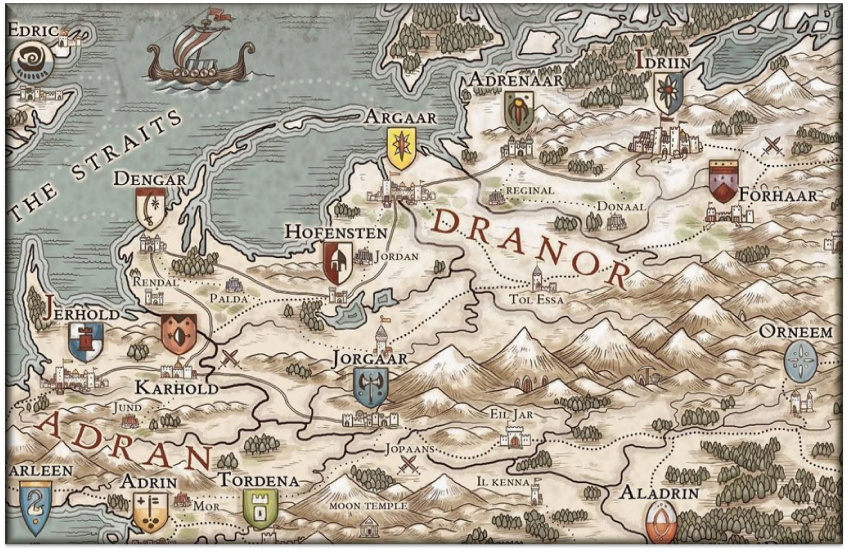 EDRIC
IDRIIN
ADRENAAR
ARGAAR
THE STRAITS
DENGAR
REGINAL
FÔRHAAR
DONAAL
DRANOR
HOFENSTEN
JORDAN
RENDAL
PALDA
TOL ESSA
JERHOLD
ORNEEM
JORGAAR
KARHOLD
JUND
EIL JAR
ADRAN
JOPAANS
ARLEEN
ADRIN
TORDENA
IL KENNA
ALADRIN
MOR
MOON TEMPLE